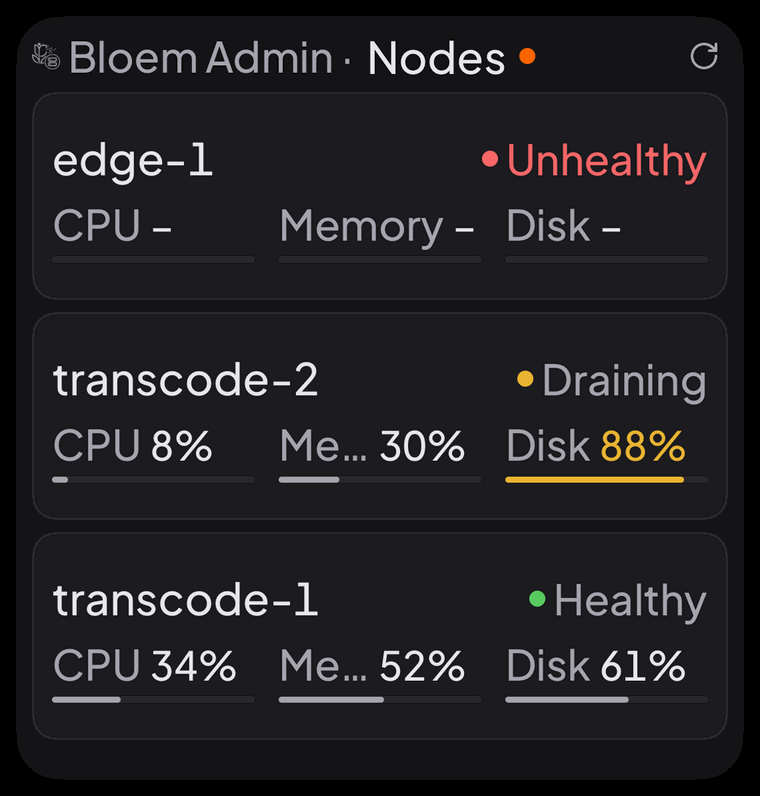 Bloem Admin · Nodes
edge-1 Unhealthy
CPU – Memory – Disk –
transcode-2 Draining
CPU 8% Me... 30% Disk 88%
transcode-1 Healthy
CPU 34% Me... 52% Disk 61%